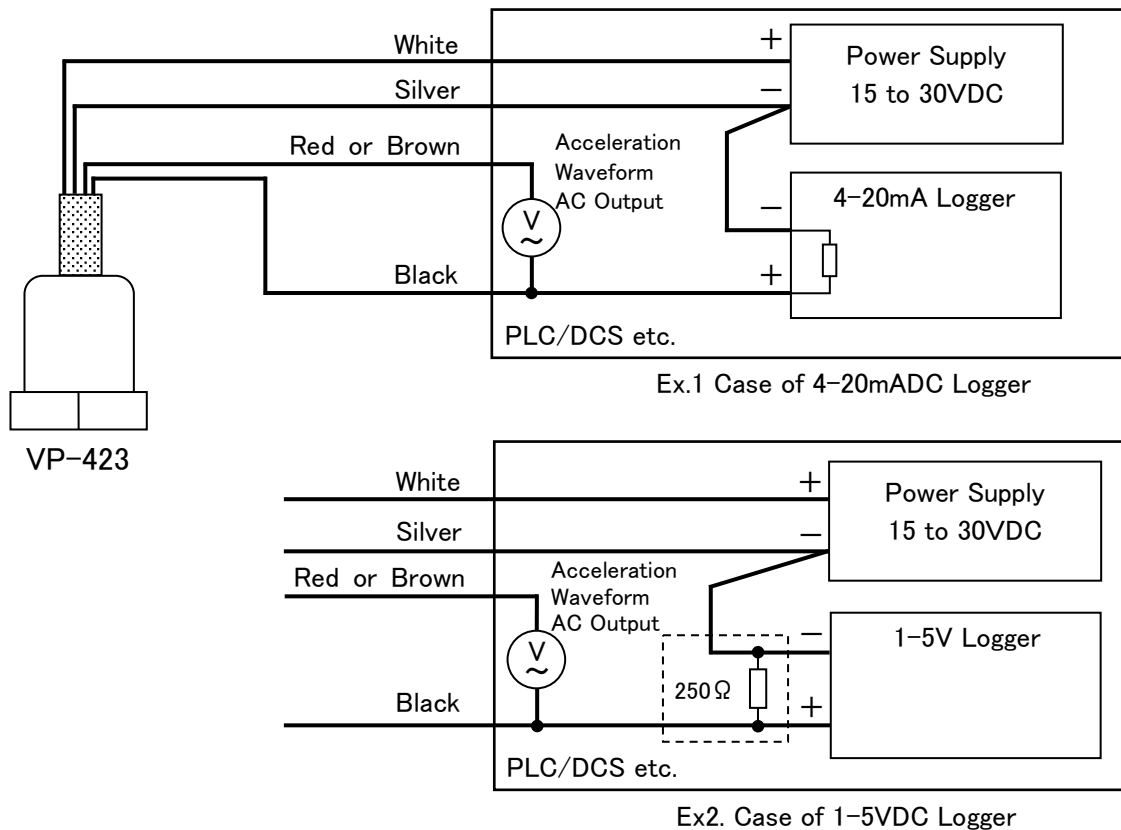 White
+
Power Supply
15 to 30VDC
Silver
−
Red or Brown
Acceleration
Waveform
AC Output
V
~
−
4-20mA Logger
Black
+
PLC/DCS etc.
Ex.1 Case of 4-20mADC Logger
VP-423
White
+
Power Supply
15 to 30VDC
Silver
−
Red or Brown
Acceleration
Waveform
AC Output
V
~
−
1-5V Logger
250Ω
Black
+
PLC/DCS etc.
Ex2. Case of 1-5VDC Logger